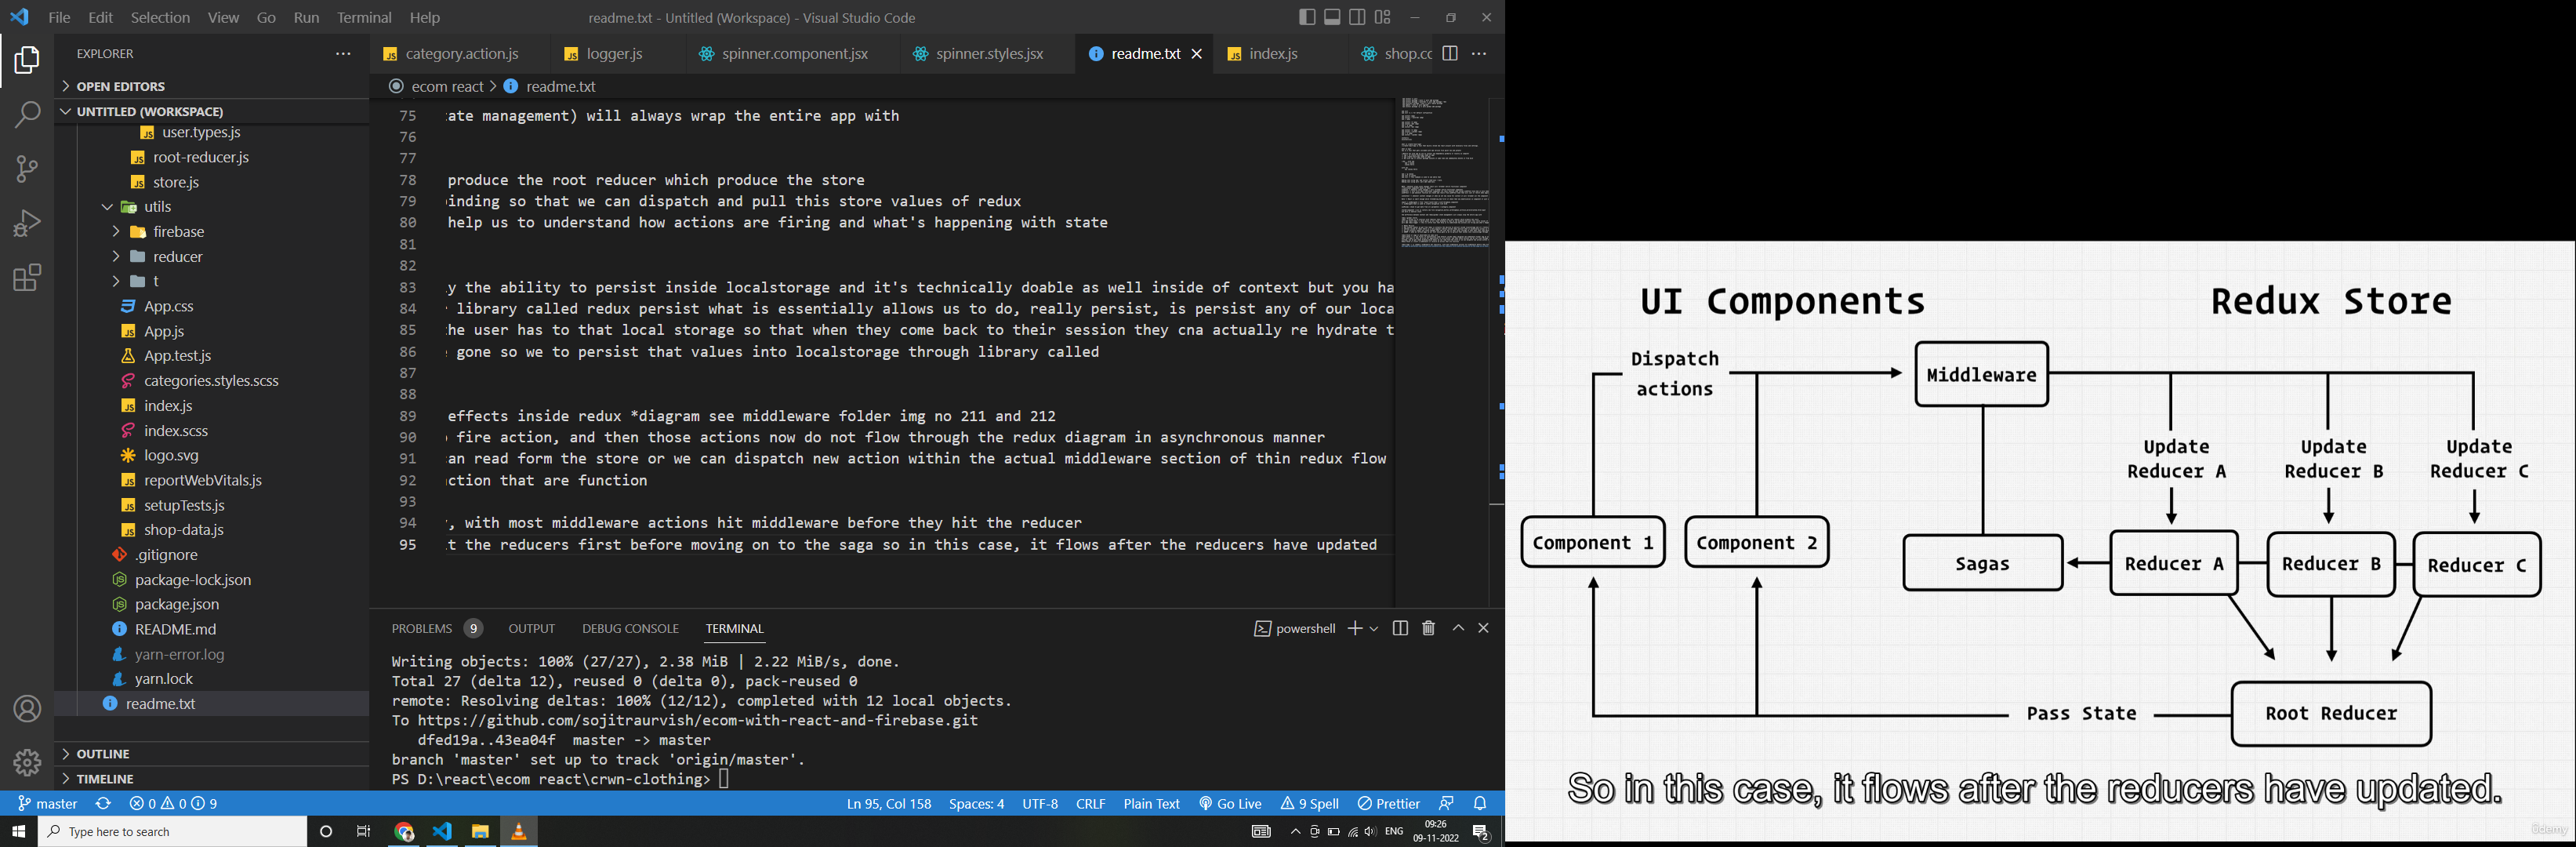 File Edit Selection View Go Run Terminal Help
readme.txt - Untitled (Workspace) - Visual Studio Code
EXPLORER
OPEN EDITORS
UNTITLED (WORKSPACE)
user.types.js
root-reducer.js
store.js
utils
firebase
reducer
t
App.css
App.js
App.test.js
categories.styles.scss
index.js
index.scss
logo.svg
reportWebVitals.js
setupTests.js
shop-data.js
.gitignore
package-lock.json
package.json
README.md
yarn-error.log
yarn.lock
readme.txt
OUTLINE
TIMELINE
category.action.js logger.js spinner.component.jsx spinner.styles.jsx readme.txt index.js shop.cc
ecom react > readme.txt
75 ate management) will always wrap the entire app with
76
77
78 produce the root reducer which produce the store
79 inding so that we can dispatch and pull this store values of redux
80 help us to understand how actions are firing and what's happening with state
81
82
83 y the ability to persist inside localstorage and it's technically doable as well inside of context but you ha
84 library called redux persist what is essentially allows us to do, really persist, is persist any of our loca
85 he user has to that local storage so that when they come back to their session they cna actually re hydrate t
86 gone so we to persist that values into localstorage through library called
87
88
89 effects inside redux *diagram see middleware folder img no 211 and 212
90 fire action, and then those actions now do not flow through the redux diagram in asynchronous manner
91 an read form the store or we can dispatch new action within the actual middleware section of thin redux flow
92 ction that are function
93
94 , with most middleware actions hit middleware before they hit the reducer
95 t the reducers first before moving on to the saga so in this case, it flows after the reducers have updated
PROBLEMS 9 OUTPUT DEBUG CONSOLE TERMINAL
powershell
Writing objects: 100% (27/27), 2.38 MiB | 2.22 MiB/s, done.
Total 27 (delta 12), reused 0 (delta 0), pack-reused 0
remote: Resolving deltas: 100% (12/12), completed with 12 local objects.
To https://github.com/sojitraurvish/ecom-with-react-and-firebase.git
dfed19a..43ea04f master -> master
branch 'master' set up to track 'origin/master'.
PS D:\react\ecom react\crwn-clothing>
master 0 0 9
Ln 95, Col 158 Spaces: 4 UTF-8 CRLF Plain Text Go Live 9 Spell Prettier
Type here to search
ENG
09:26
09-11-2022
2
UI Components
Redux Store
Dispatch
actions
Middleware
Update
Reducer A
Update
Reducer B
Update
Reducer C
Component 1
Component 2
Sagas
Reducer A
Reducer B
Reducer C
Pass State
Root Reducer
So in this case, it flows after the reducers have updated.
ûdemy